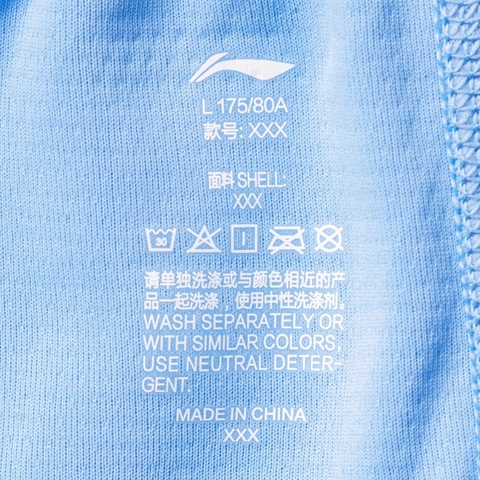 L 175/80A
款号: XXX
面料 SHELL:
XXX
30
请单独洗涤或与颜色相近的产
品一起洗涤，使用中性洗涤剂。
WASH SEPARATELY OR
WITH SIMILAR COLORS,
USE NEUTRAL DETER-
GENT.
MADE IN CHINA
XXX